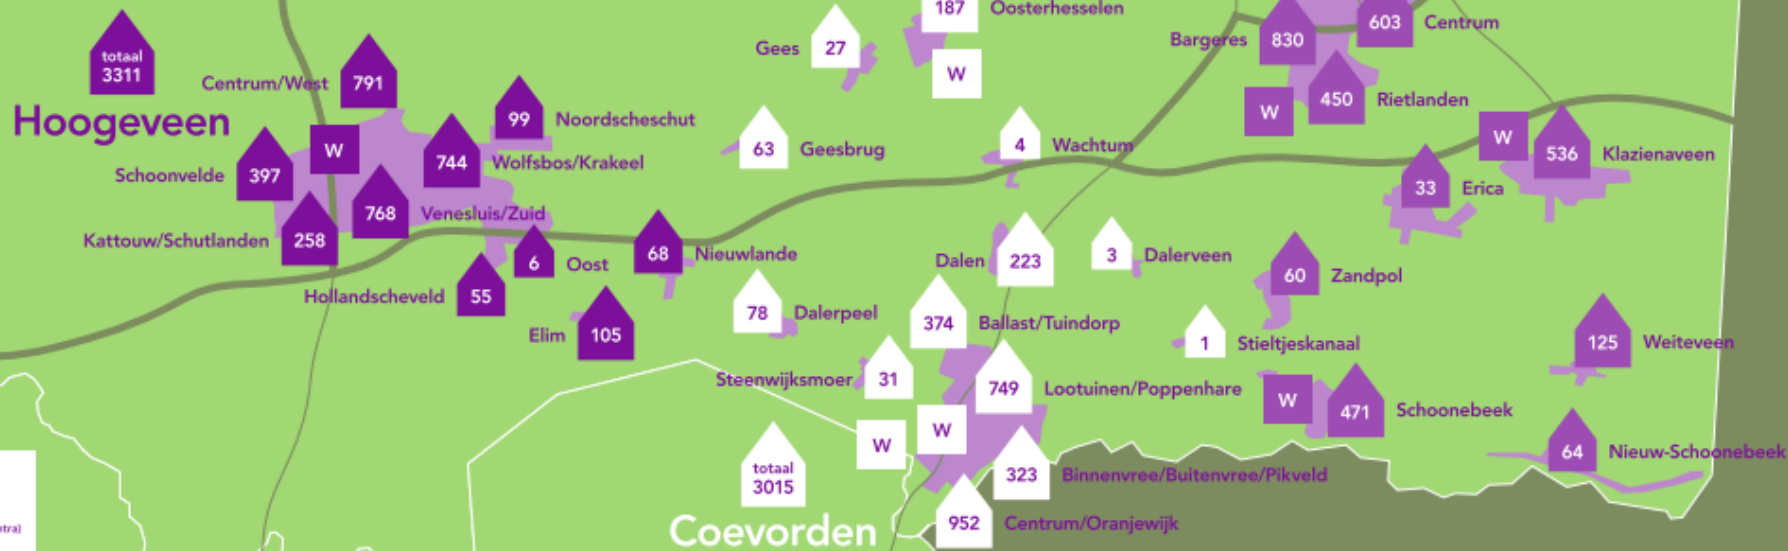 187
Oosterhesselen
603
Centrum
Bargeres
830
totaal
3311
Gees
27
W
Centrum/West
791
450
Rietlanden
W
Hoogeveen
99
Noordscheschut
W
4
Wachtum
63
Geesbrug
W
536
Klazienaveen
744
Wolfsbos/Krakeel
Schoonvelde
397
33
Erica
768
Venesluis/Zuid
Kattouw/Schutlanden
258
68
Nieuwlande
6
Oost
Dalen
223
3
Dalerveen
60
Zandpol
Hollandscheveld
55
78
Dalerpeel
374
Ballast/Tuindorp
Elim
105
1
Stieltjeskanaal
125
Weiteveen
Steenwijksmoer
31
749
Lootuinen/Poppenhare
W
471
Schoonebeek
W
W
64
Nieuw-Schoonebeek
totaal
3015
323
Binnenvree/Buitenvree/Pikveld
Coevorden
952
Centrum/Oranjewijk
ntra)